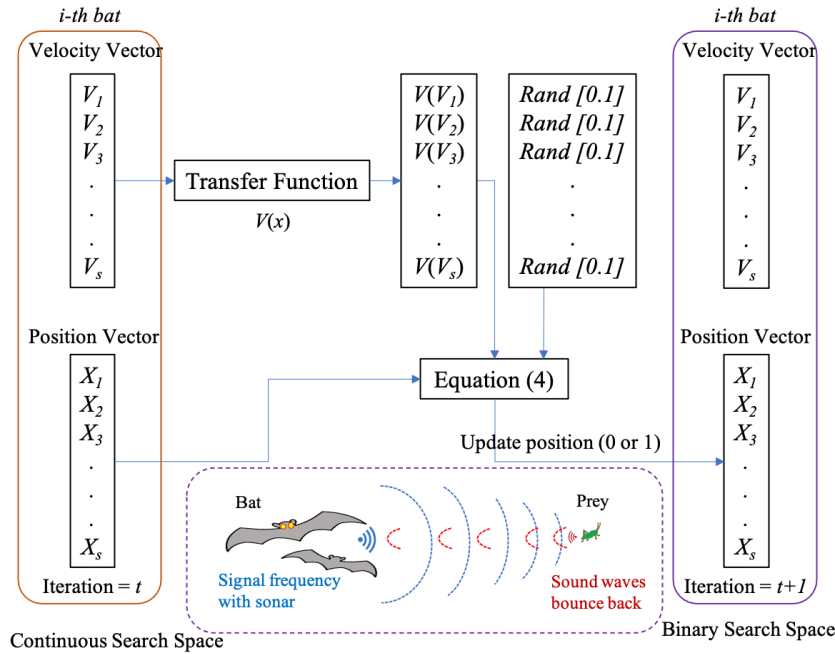 i-th bat
Velocity Vector
V1
V2
V3
.
.
.
Vs
Position Vector
X1
X2
X3
.
.
.
Xs
Iteration = t
Continuous Search Space
Transfer Function
V(x)
V(V1)
V(V2)
V(V3)
.
.
.
V(Vs)
Rand [0.1]
Rand [0.1]
Rand [0.1]
.
.
.
Rand [0.1]
Equation (4)
Update position (0 or 1)
Bat
Prey
Signal frequency
with sonar
Sound waves
bounce back
i-th bat
Velocity Vector
V1
V2
V3
.
.
.
Vs
Position Vector
X1
X2
X3
.
.
.
Xs
Iteration = t+1
Binary Search Space